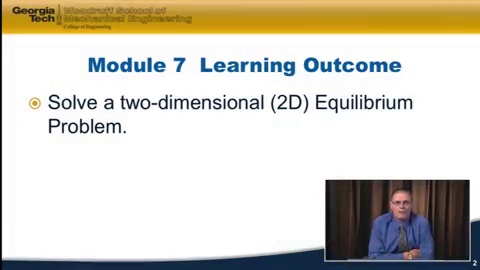 Georgia Tech
Woodruff School of
Mechanical Engineering
College of Engineering
Module 7 Learning Outcome
Solve a two-dimensional (2D) Equilibrium
Problem.
2